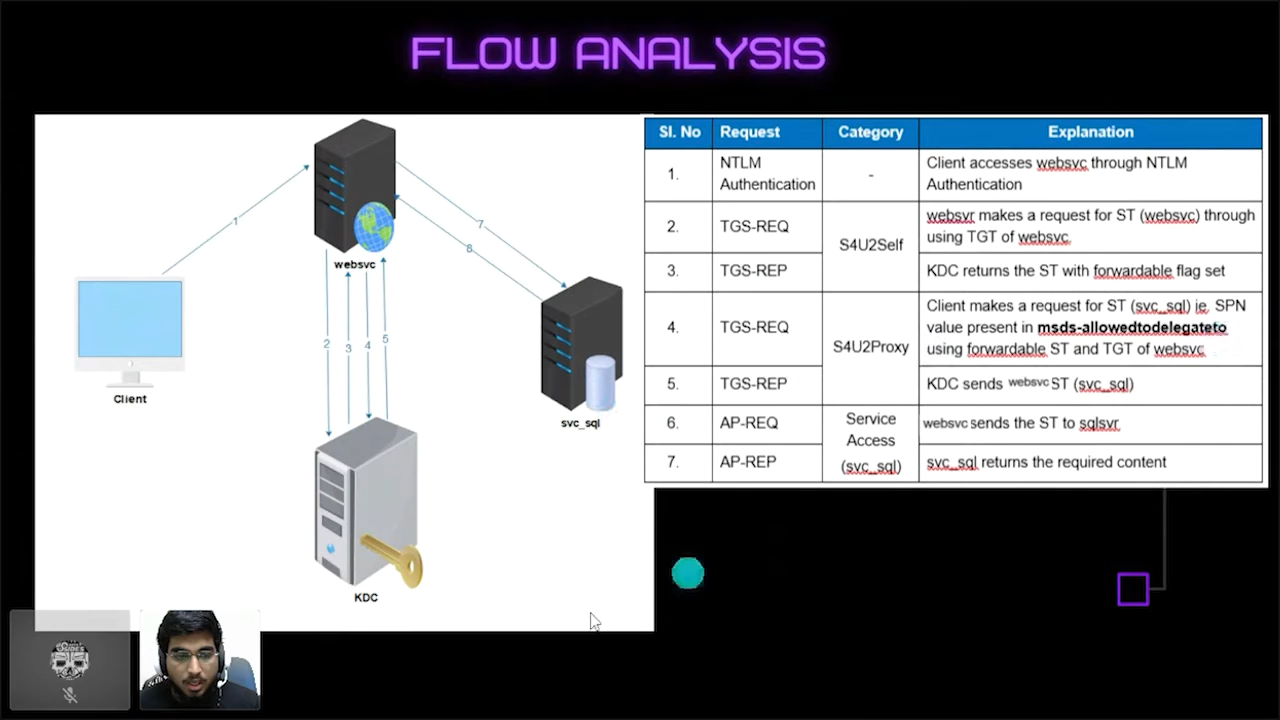 FLOW ANALYSIS
1
7
8
websvc
2
3
4
5
Client
svc_sql
KDC
Sl. No Request Category Explanation
1. NTLM Authentication - Client accesses websvc through NTLM
Authentication
2. TGS-REQ S4U2Self websvr makes a request for ST (websvc) through
using TGT of websvc
3. TGS-REP KDC returns the ST with forwardable flag set
4. TGS-REQ S4U2Proxy Client makes a request for ST (svc_sql) ie. SPN
value present in msds-allowedtodelegateto
using forwardable ST and TGT of websvc
5. TGS-REP KDC sends websvc ST (svc_sql)
6. AP-REQ Service Access (svc_sql) websvc sends the ST to sqlsvr
7. AP-REP svc_sql returns the required content
SIDES